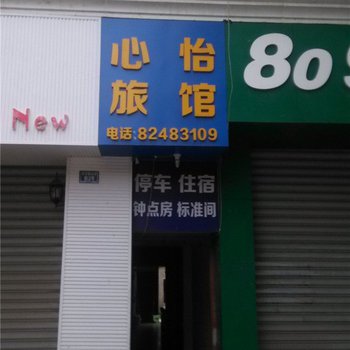 心怡
旅馆
电话:82483109
New
80
停车 住宿
钟点房 标准间